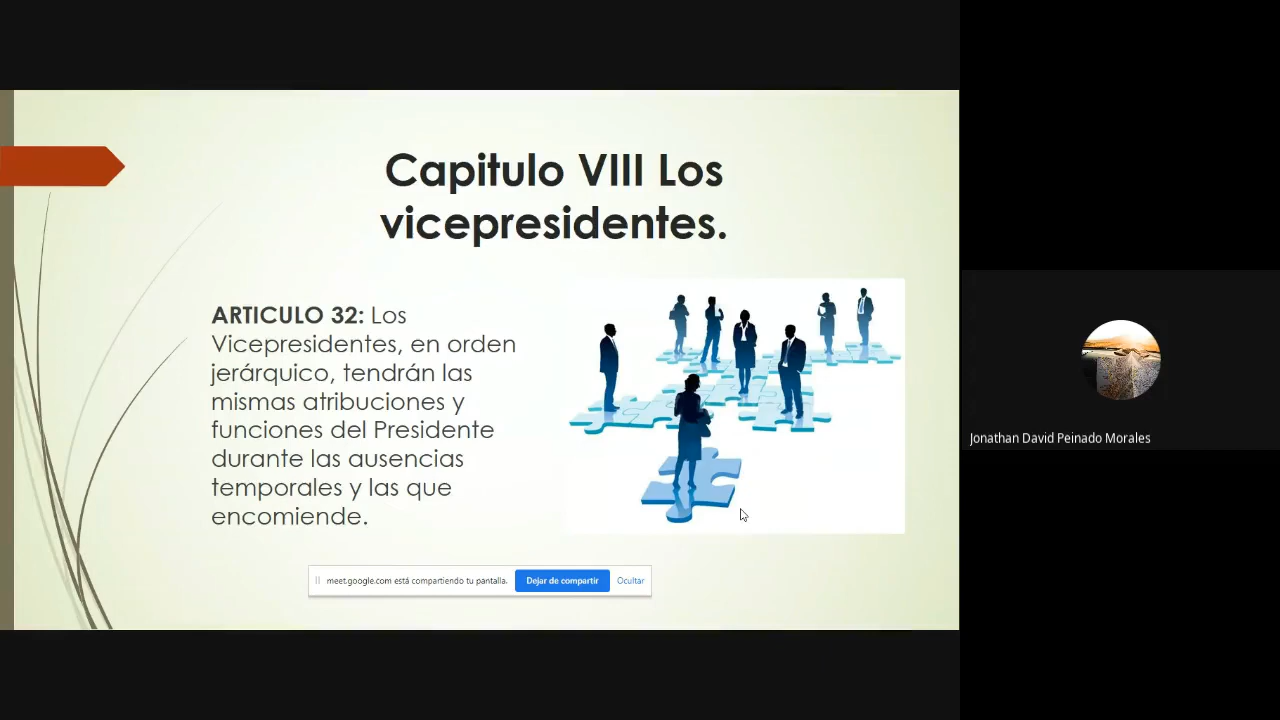 Capitulo VIII Los
vicepresidentes.
ARTICULO 32: Los
Vicepresidentes, en orden
jerárquico, tendrán las
mismas atribuciones y
funciones del Presidente
durante las ausencias
temporales y las que
encomiende.
meet.google.com está compartiendo tu pantalla. Dejar de compartir Ocultar
Jonathan David Peinado Morales